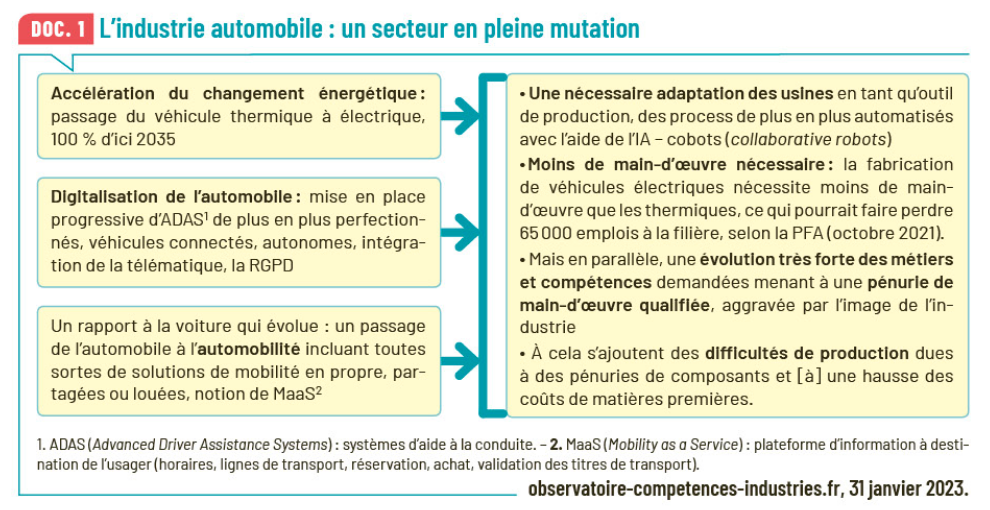 DOC. 1 L’industrie automobile : un secteur en pleine mutation
Accélération du changement énergétique :
passage du véhicule thermique à électrique,
100 % d’ici 2035
Digitalisation de l’automobile : mise en place
progressive d’ADAS¹ de plus en plus perfection-
nés, véhicules connectés, autonomes, intégra-
tion de la télématique, la RGPD
Un rapport à la voiture qui évolue : un passage
de l’automobile à l’automobilité incluant toutes
sortes de solutions de mobilité en propre, par-
tagées ou louées, notion de MaaS²
• Une nécessaire adaptation des usines en tant qu’outil
de production, des process de plus en plus automatisés
avec l’aide de l’IA – cobots (collaborative robots)
• Moins de main-d’œuvre nécessaire : la fabrication
de véhicules électriques nécessite moins de main-
d’œuvre que les thermiques, ce qui pourrait faire perdre
65 000 emplois à la filière, selon la PFA (octobre 2021).
• Mais en parallèle, une évolution très forte des métiers
et compétences demandées menant à une pénurie de
main-d’œuvre qualifiée, aggravée par l’image de l’in-
dustrie
• À cela s’ajoutent des difficultés de production dues
à des pénuries de composants et [à] une hausse des
coûts de matières premières.
1. ADAS (Advanced Driver Assistance Systems) : systèmes d’aide à la conduite. – 2. MaaS (Mobility as a Service) : plateforme d’information à desti-
nation de l’usager (horaires, lignes de transport, réservation, achat, validation des titres de transport).
observatoire-competences-industries.fr, 31 janvier 2023.